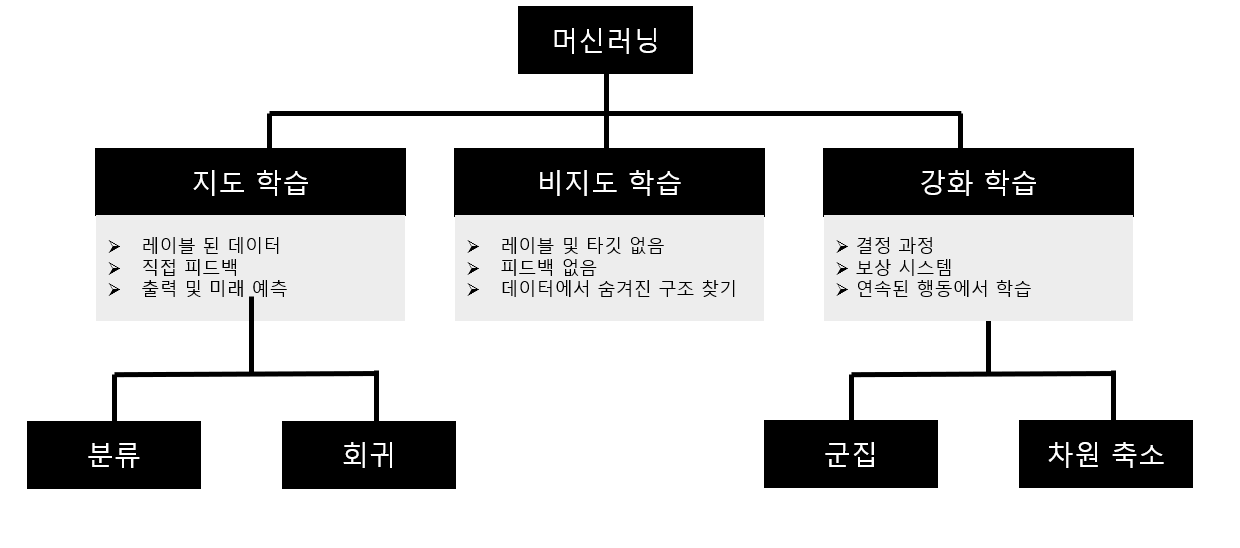 머신러닝
지도 학습
➢ 레이블 된 데이터
➢ 직접 피드백
➢ 출력 및 미래 예측
비지도 학습
➢ 레이블 및 타깃 없음
➢ 피드백 없음
➢ 데이터에서 숨겨진 구조 찾기
강화 학습
➢ 결정 과정
➢ 보상 시스템
➢ 연속된 행동에서 학습
분류
회귀
군집
차원 축소